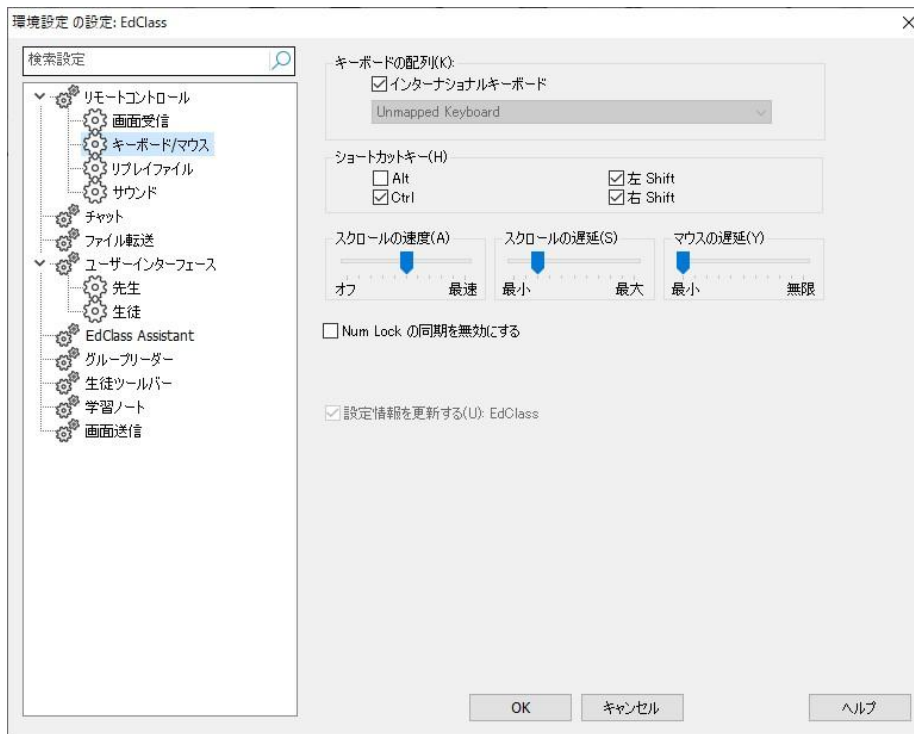 環境設定 の設定: EdClass
検索設定
リモートコントロール
画面受信
キーボード/マウス
リプレイファイル
サウンド
チャット
ファイル転送
ユーザーインターフェース
先生
生徒
EdClass Assistant
グループリーダー
生徒ツールバー
学習ノート
画面送信
キーボードの配列(K):
インターナショナルキーボード
Unmapped Keyboard
ショートカットキー(H)
Alt 左 Shift
Ctrl 右 Shift
スクロールの速度(A) スクロールの遅延(S) マウスの遅延(Y)
オフ 最速 最小 最大 最小 無限
Num Lock の同期を無効にする
設定情報を更新する(U): EdClass
OK キャンセル ヘルプ